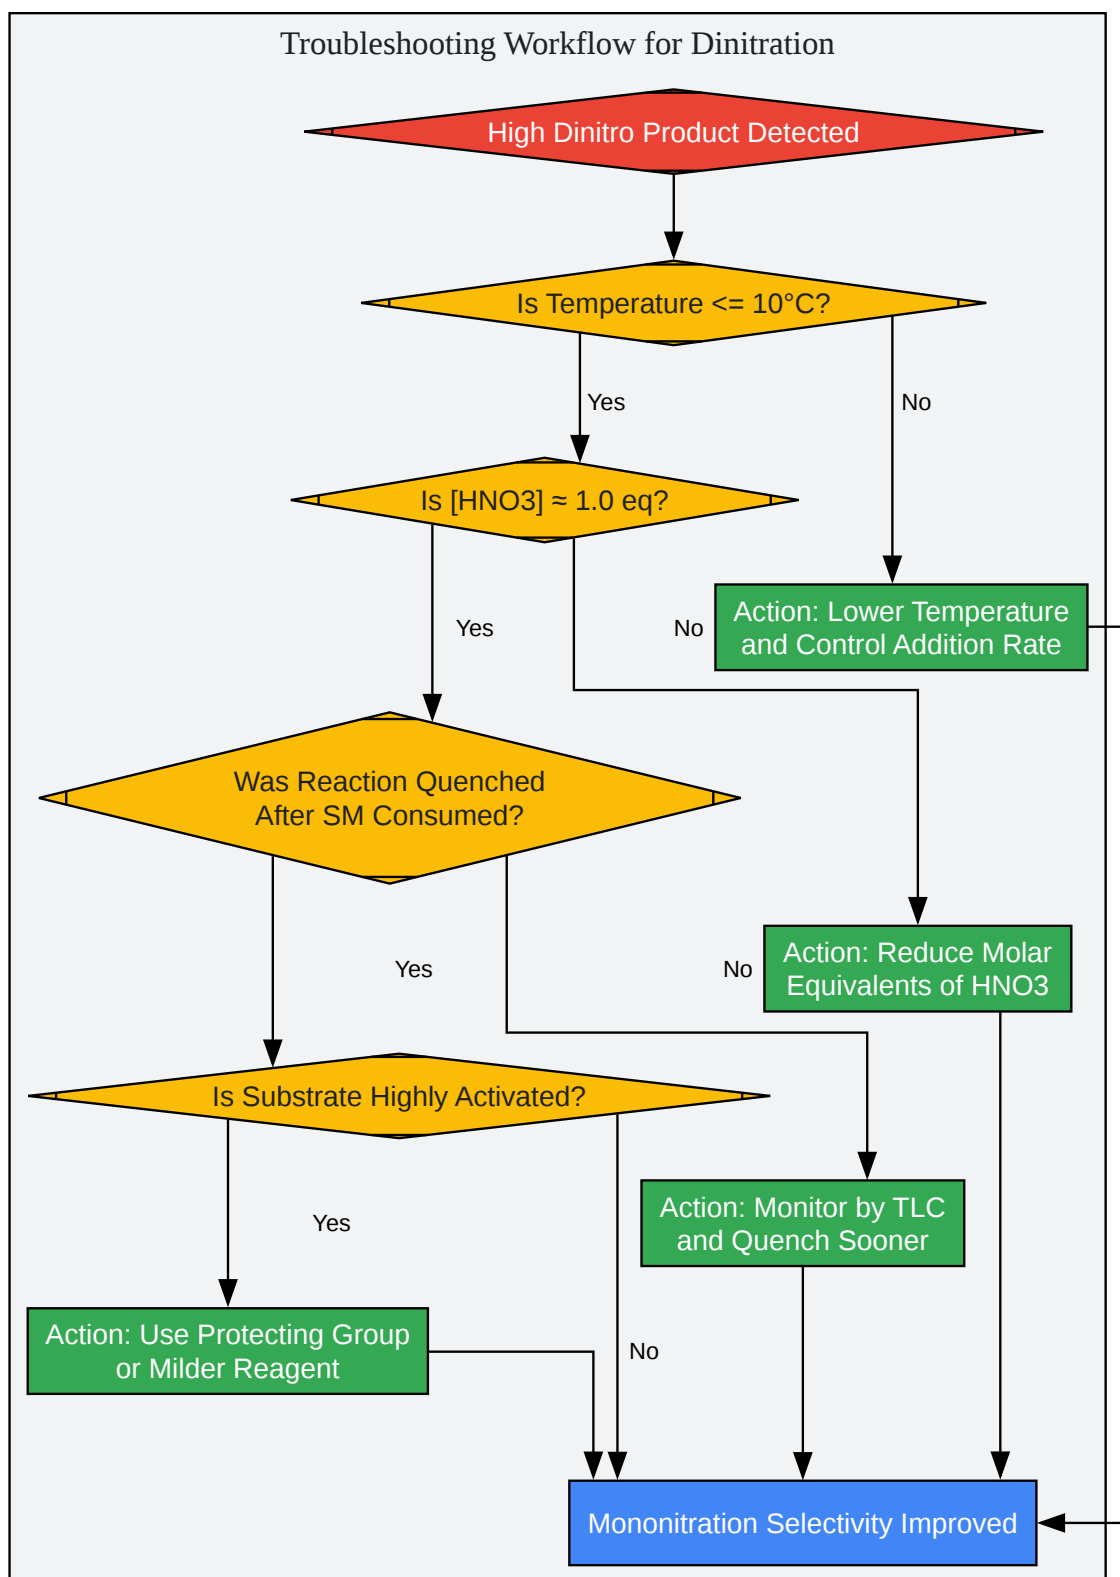 Troubleshooting Workflow for Dinitration
High Dinitro Product Detected
Is Temperature <= 10°C?
Yes
No
Is [HNO3] ≈ 1.0 eq?
Yes
No
Action: Lower Temperature
and Control Addition Rate
Was Reaction Quenched
After SM Consumed?
Yes
No
Action: Reduce Molar
Equivalents of HNO3
Is Substrate Highly Activated?
Yes
Action: Monitor by TLC
and Quench Sooner
Action: Use Protecting Group
or Milder Reagent
No
Mononitration Selectivity Improved